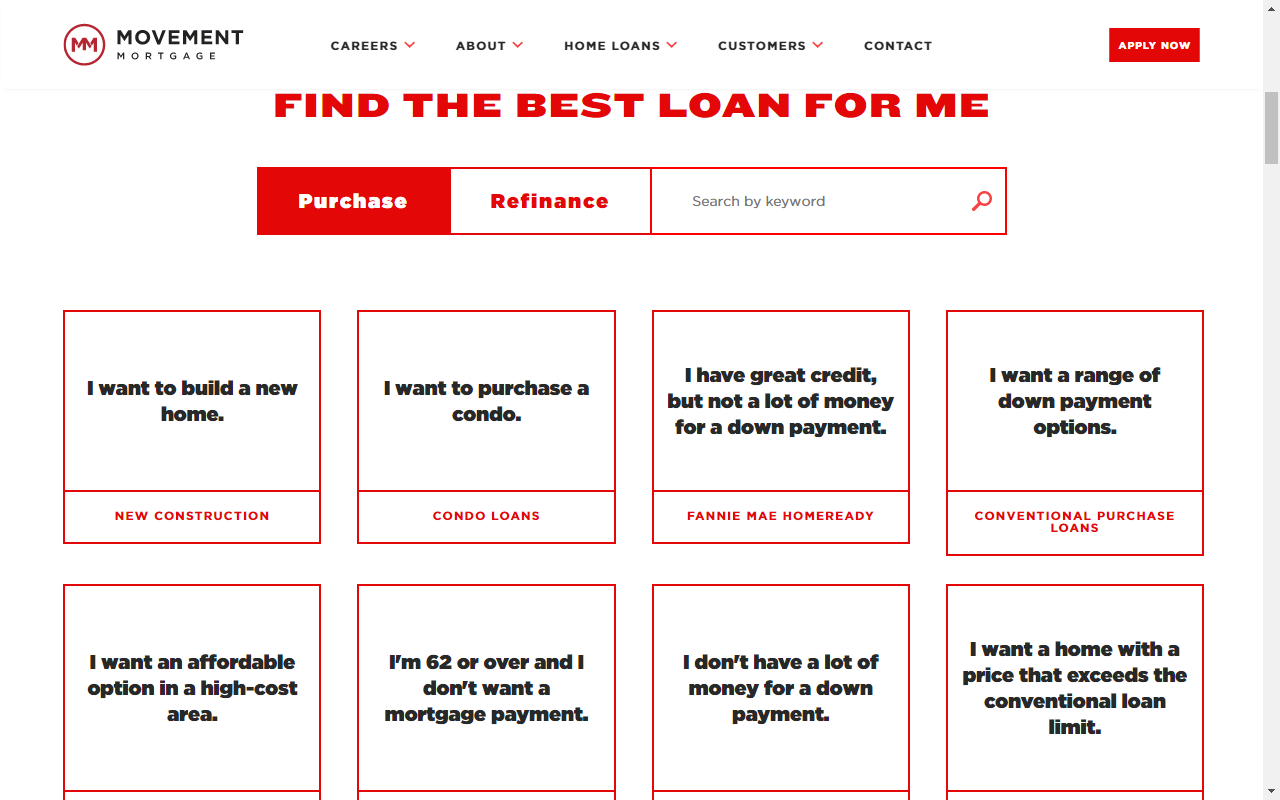 MOVEMENT
MORTGAGE
CAREERS
ABOUT
HOME LOANS
CUSTOMERS
CONTACT
APPLY NOW
FIND THE BEST LOAN FOR ME
Purchase
Refinance
Search by keyword
I want to build a new
home.
NEW CONSTRUCTION
I want to purchase a
condo.
CONDO LOANS
I have great credit,
but not a lot of money
for a down payment.
FANNIE MAE HOMEREADY
I want a range of
down payment
options.
CONVENTIONAL PURCHASE
LOANS
I want an affordable
option in a high-cost
area.
I'm 62 or over and I
don't want a
mortgage payment.
I don't have a lot of
money for a down
payment.
I want a home with a
price that exceeds the
conventional loan
limit.